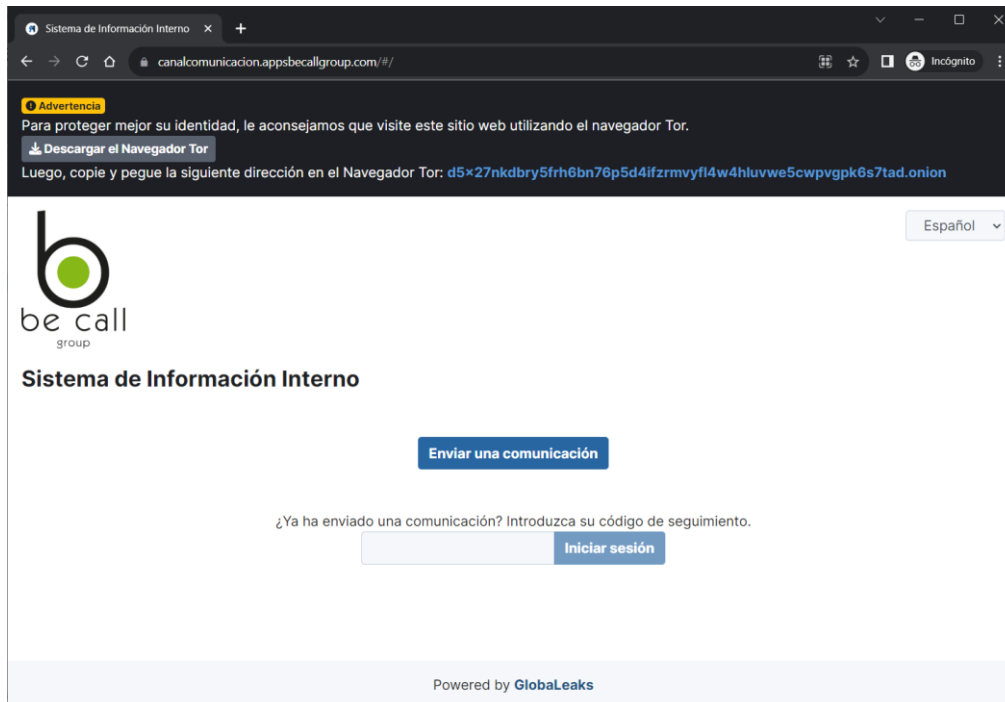 Sistema de Información Interno
canalcomunicacion.appsbecallgroup.com/#/
Incógnito
Advertencia
Para proteger mejor su identidad, le aconsejamos que visite este sitio web utilizando el navegador Tor.
Descargar el Navegador Tor
Luego, copie y pegue la siguiente dirección en el Navegador Tor: d5x27nkdbry5frh6bn76p5d4ifzrmvyfl4w4hluvwe5cwpvgpk6s7tad.onion
Español
be call
group
Sistema de Información Interno
Enviar una comunicación
¿Ya ha enviado una comunicación? Introduzca su código de seguimiento.
Iniciar sesión
Powered by GlobaLeaks